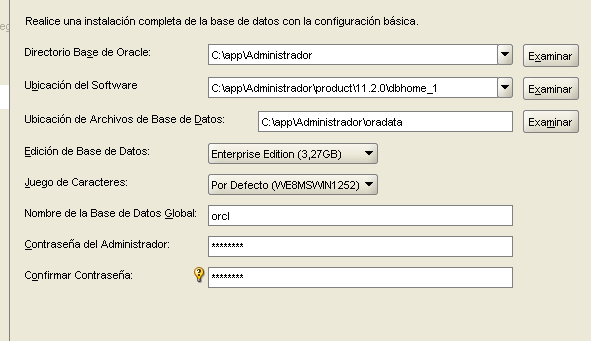 Realice una instalación completa de la base de datos con la configuración básica.
Directorio Base de Oracle: C:\app\Administrador Examinar
Ubicación del Software C:\app\Administrador\product\11.2.0\dbhome_1 Examinar
Ubicación de Archivos de Base de Datos: C:\app\Administrador\oradata Examinar
Edición de Base de Datos: Enterprise Edition (3,27GB)
Juego de Caracteres: Por Defecto (WE8MSWIN1252)
Nombre de la Base de Datos Global: orcl
Contraseña del Administrador: ********
Confirmar Contraseña: ********